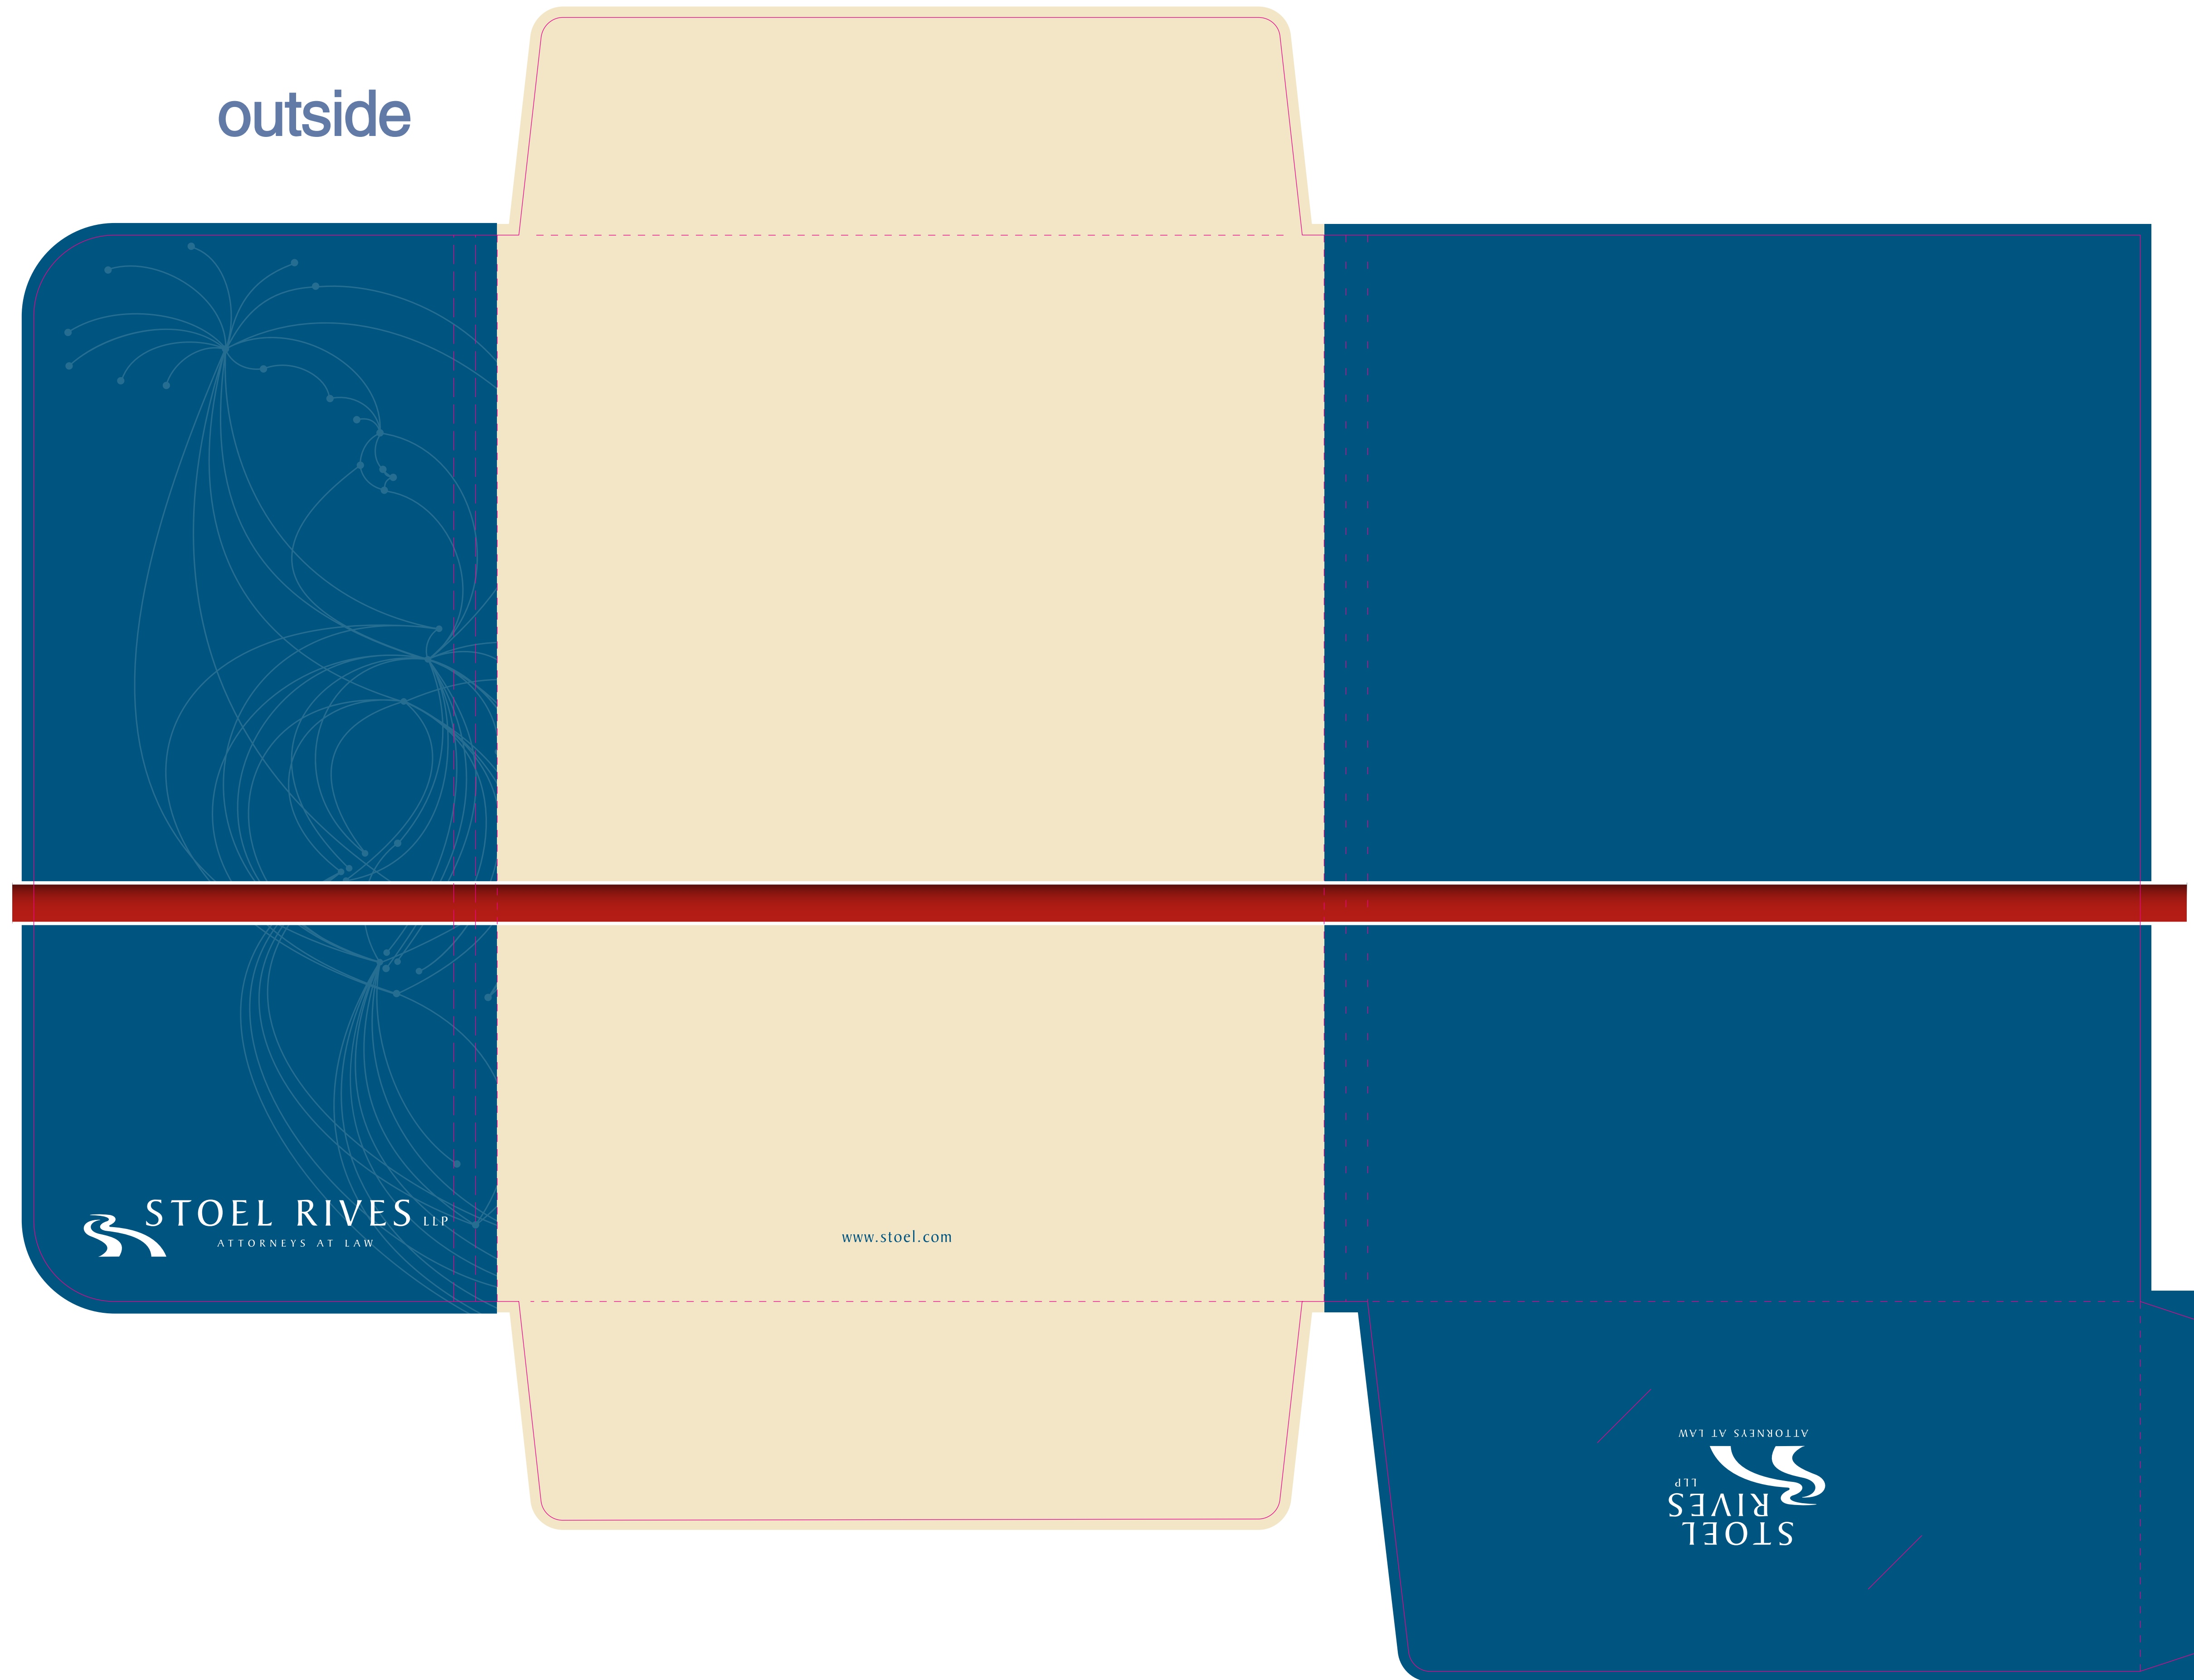 outside
STOEL RIVES LLP
ATTORNEYS AT LAW
www.stoel.com
STOEL
RIVES
LLP
ATTORNEYS AT LAW